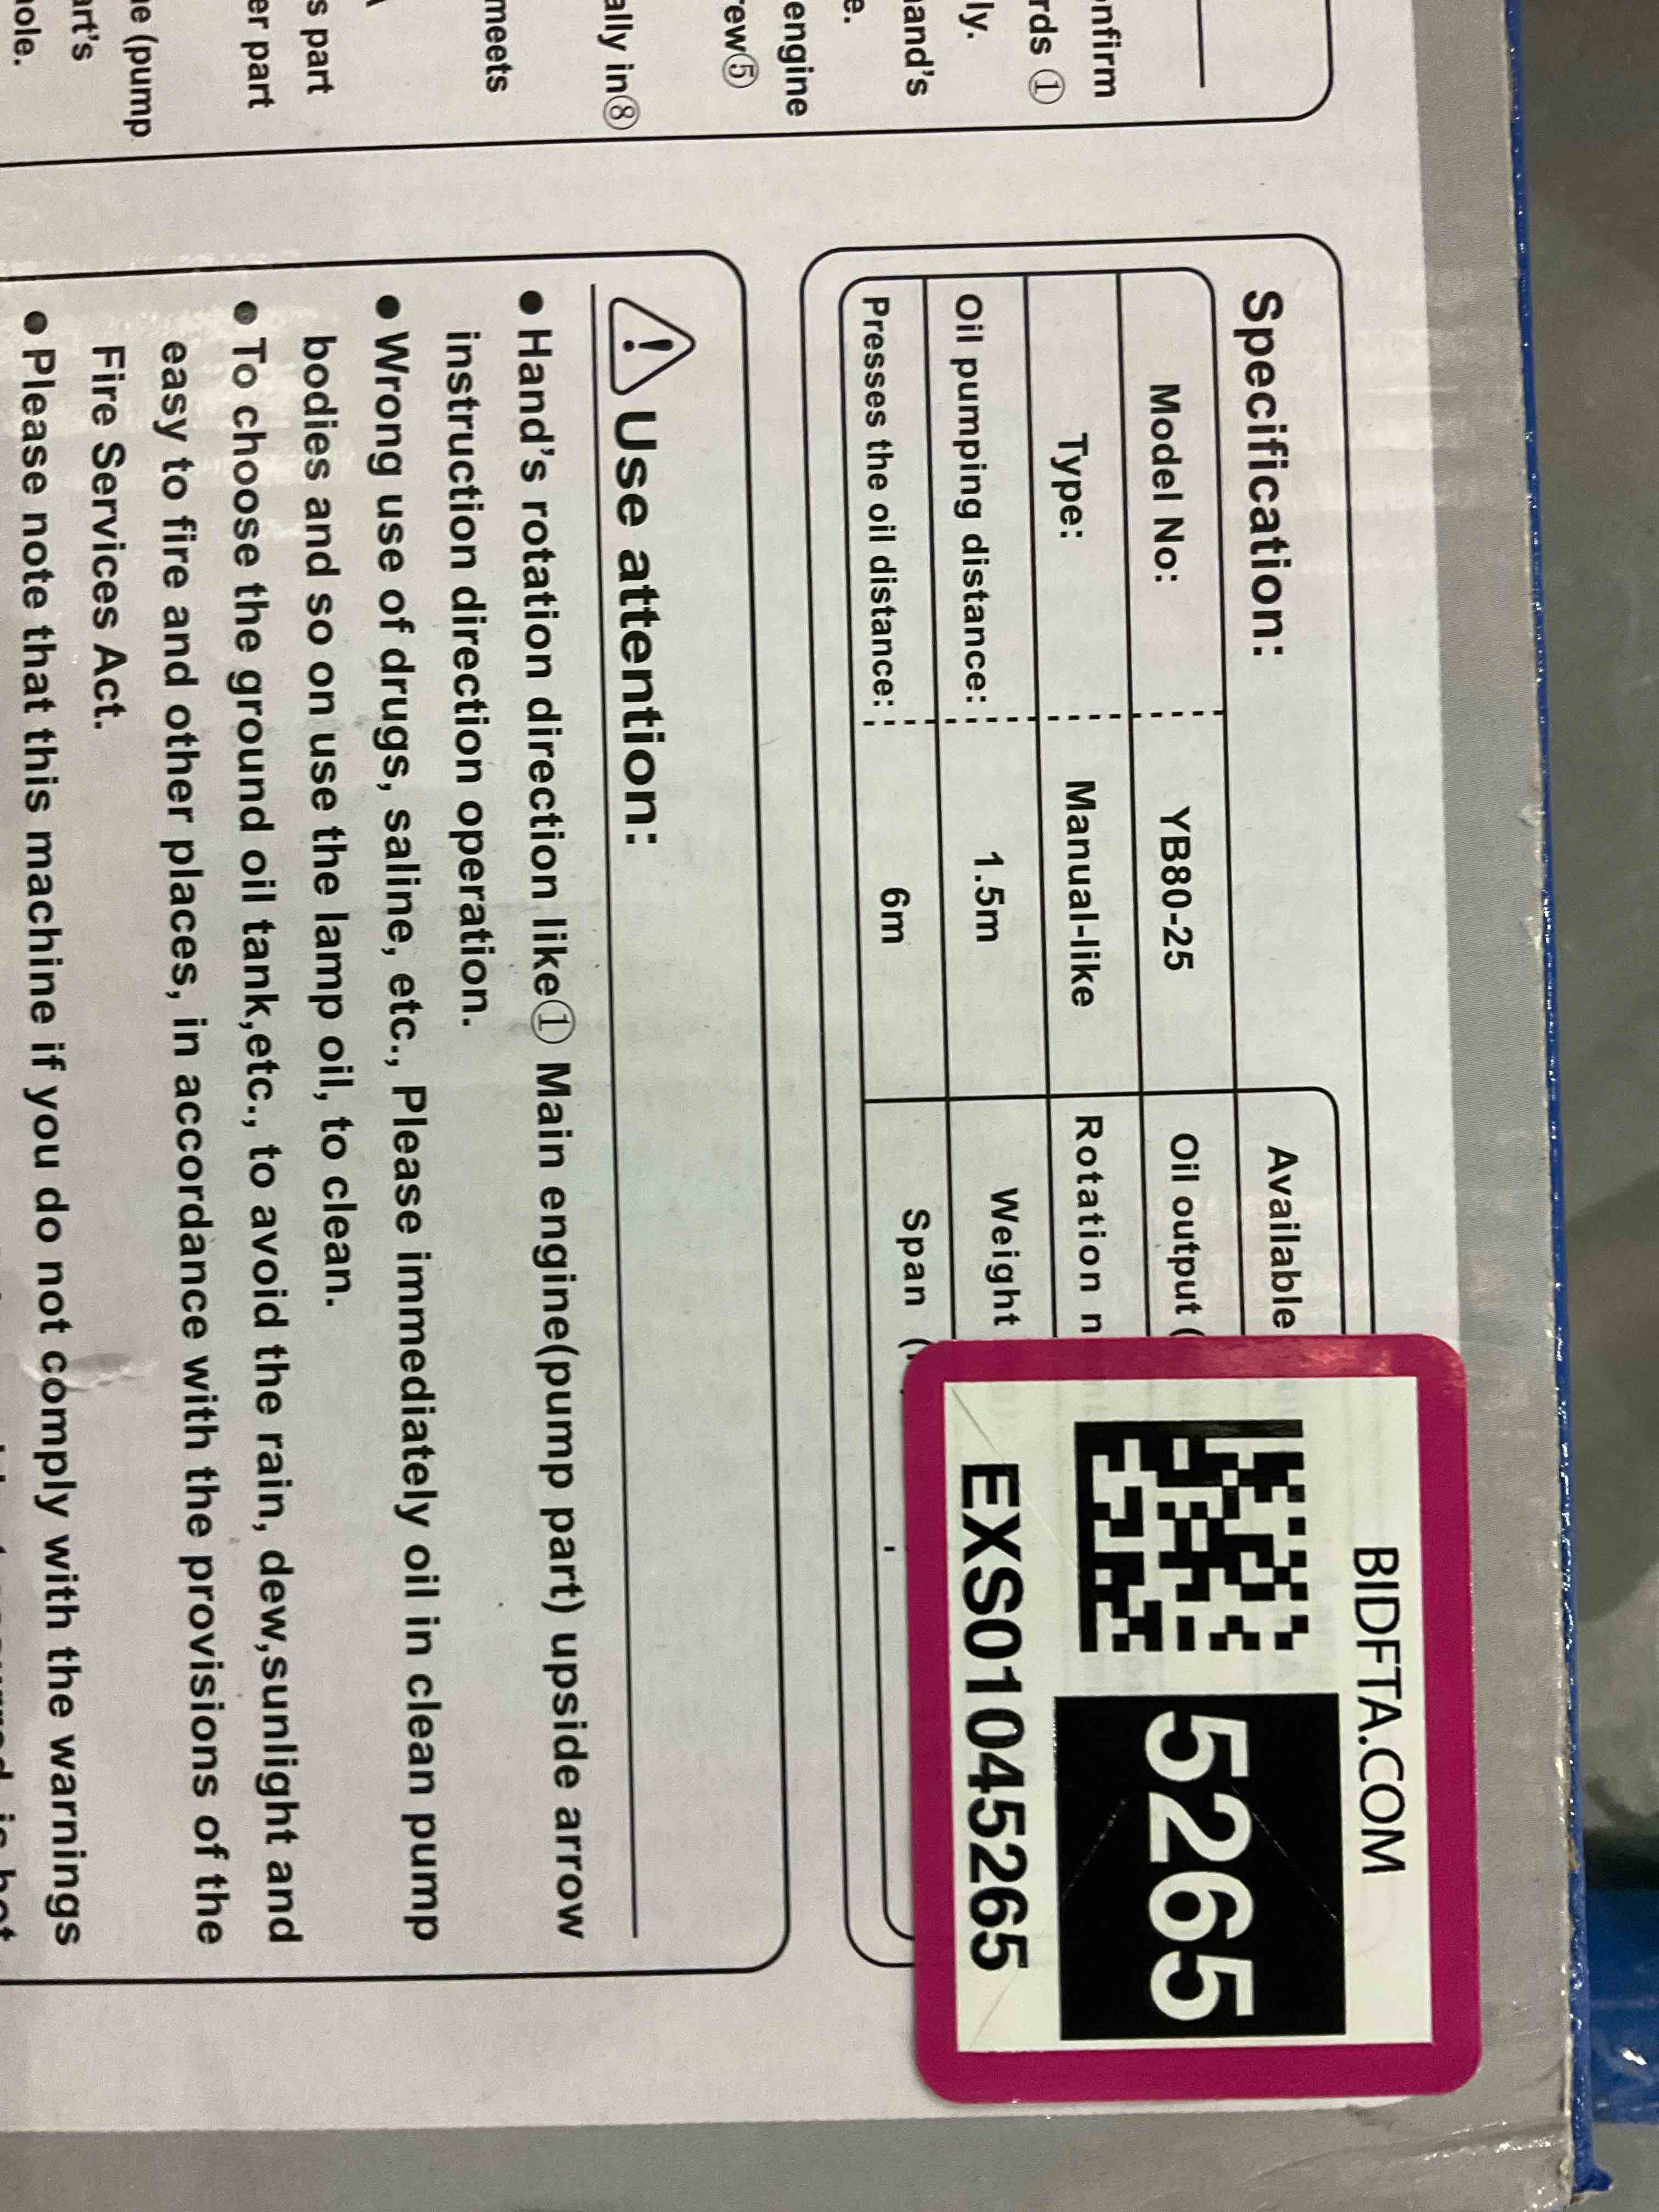 onfirm
rds ①
ly.
and's
e.
engine
rew⑤
ally in⑧
meets
s part
er part
e (pump
art's
ole.
Specification:
Available
Model No: YB80-25 Oil output (
Type: Manual-like Rotation n
Oil pumping distance: 1.5m Weight
Presses the oil distance: 6m Span (
BIDFTA.COM
5265
EXS01045265
Use attention:
● Hand's rotation direction like① Main engine(pump part) upside arrow
instruction direction operation.
● Wrong use of drugs, saline, etc., Please immediately oil in clean pump
bodies and so on use the lamp oil, to clean.
● To choose the ground oil tank,etc., to avoid the rain, dew,sunlight and
easy to fire and other places, in accordance with the provisions of the
Fire Services Act.
● Please note that this machine if you do not comply with the warnings